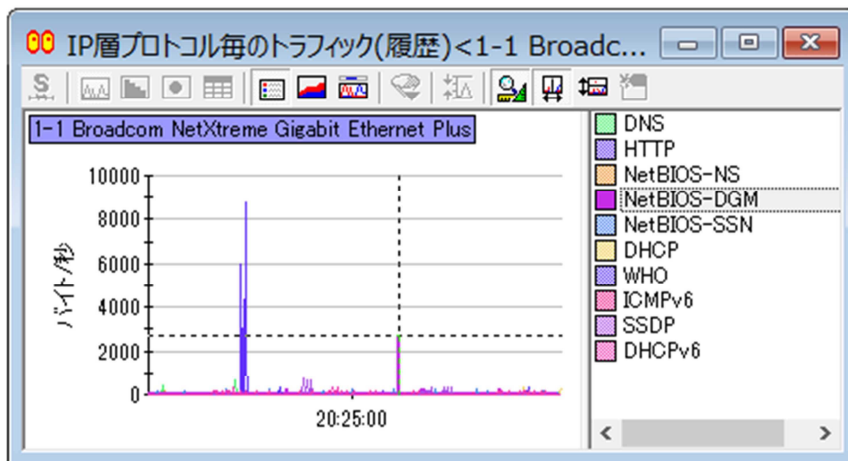 IP層プロトコル毎のトラフィック(履歴)<1-1 Broadc...
1-1 Broadcom NetXtreme Gigabit Ethernet Plus
バイト/秒
10000
8000
6000
4000
2000
0
20:25:00
DNS
HTTP
NetBIOS-NS
NetBIOS-DGM
NetBIOS-SSN
DHCP
WHO
ICMPv6
SSDP
DHCPv6